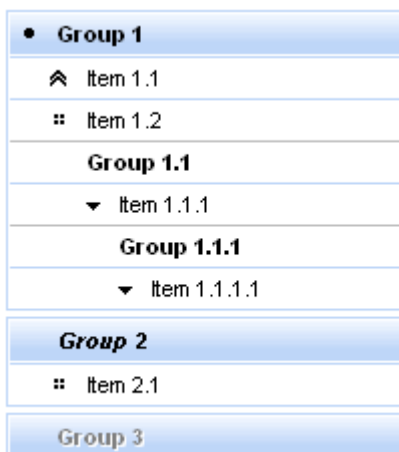 Group 1
Item 1.1
Item 1.2
Group 1.1
Item 1.1.1
Group 1.1.1
Item 1.1.1.1
Group 2
Item 2.1
Group 3